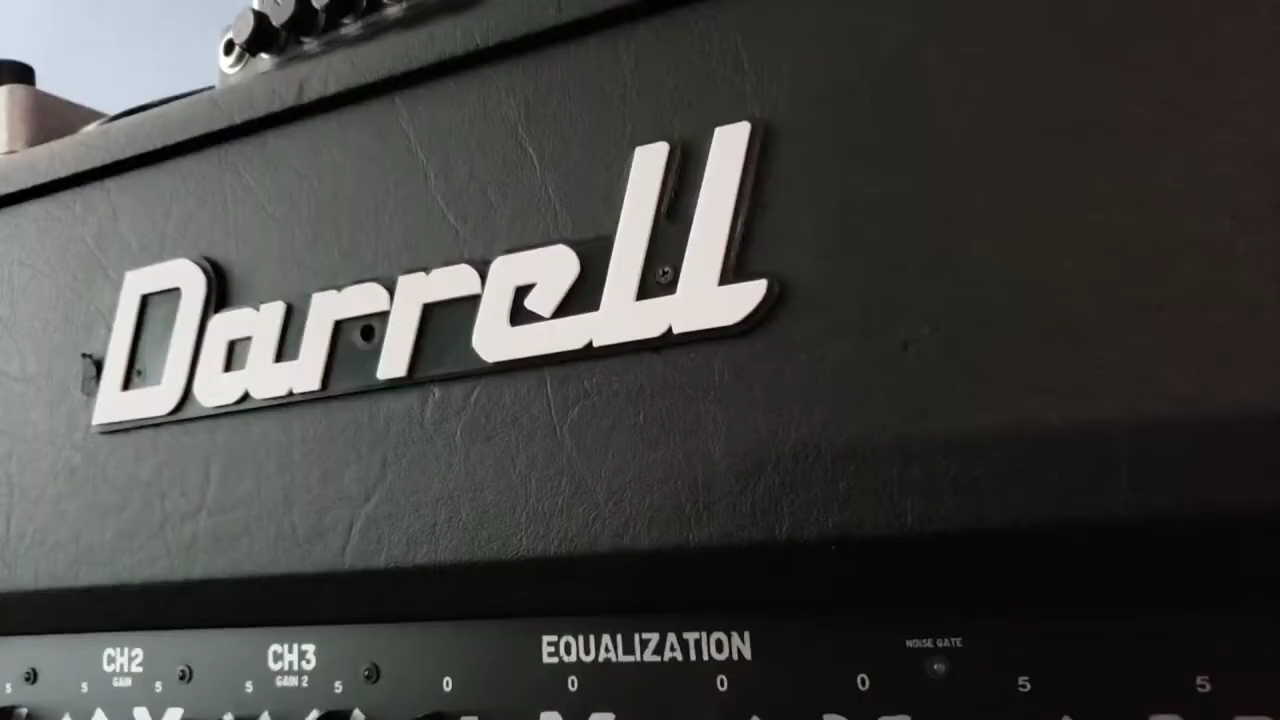 Darrell
CH2
GAIN
CH3
GAIN 2
EQUALIZATION
NOISE GATE
5 5 5 5 5 0 0 0 0 5 5